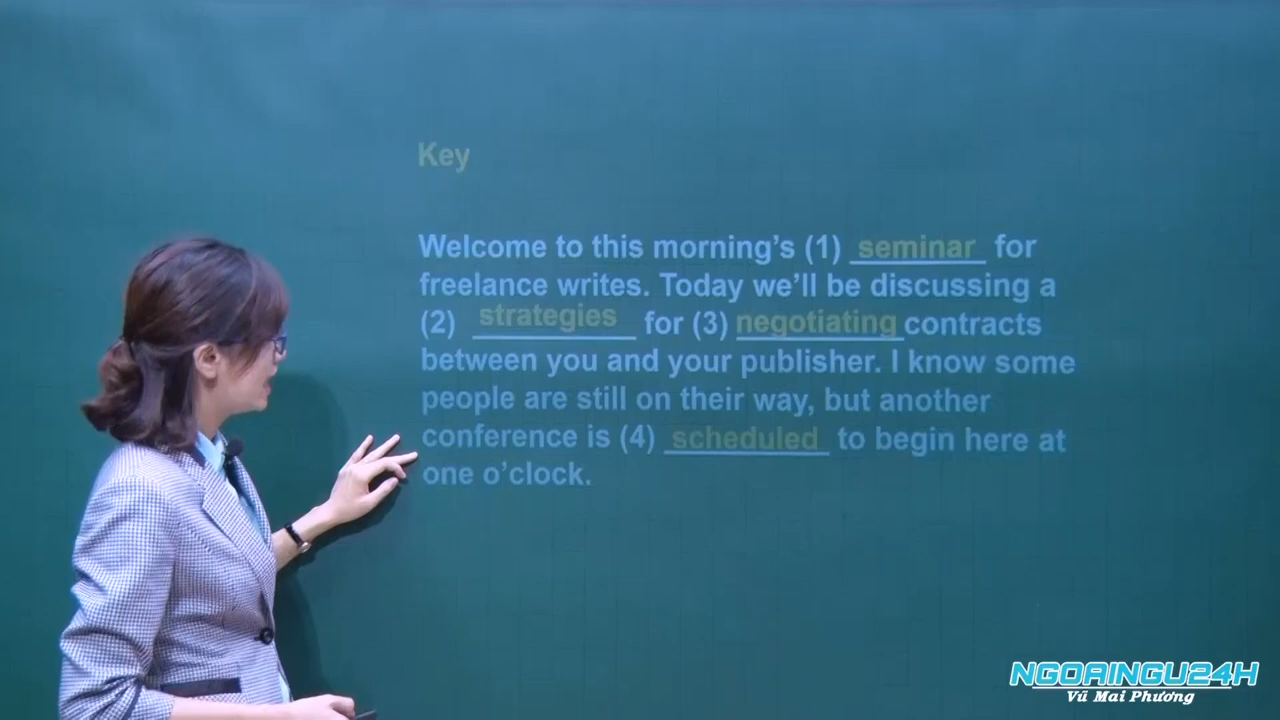 Key
Welcome to this morning's (1) seminar for
freelance writes. Today we'll be discussing a
(2) strategies for (3) negotiating contracts
between you and your publisher. I know some
people are still on their way, but another
conference is (4) scheduled to begin here at
one o'clock.
NGOAINGU24H
Vũ Mai Phương